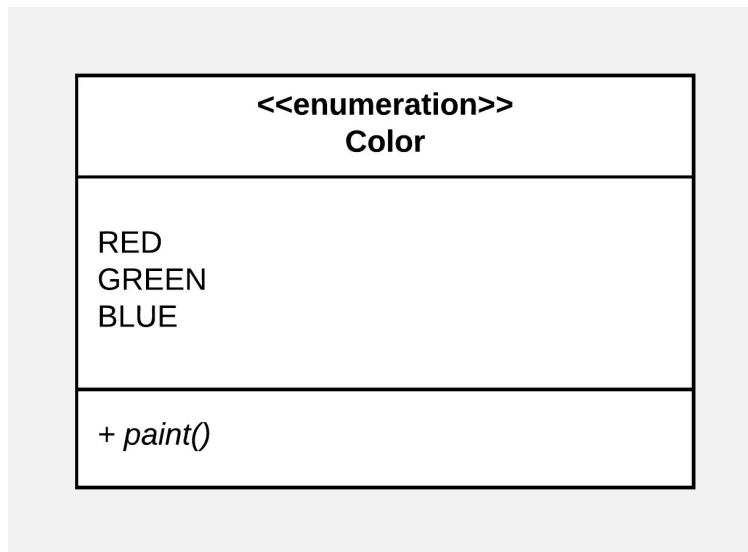 <<enumeration>>
Color
RED
GREEN
BLUE
+ paint()